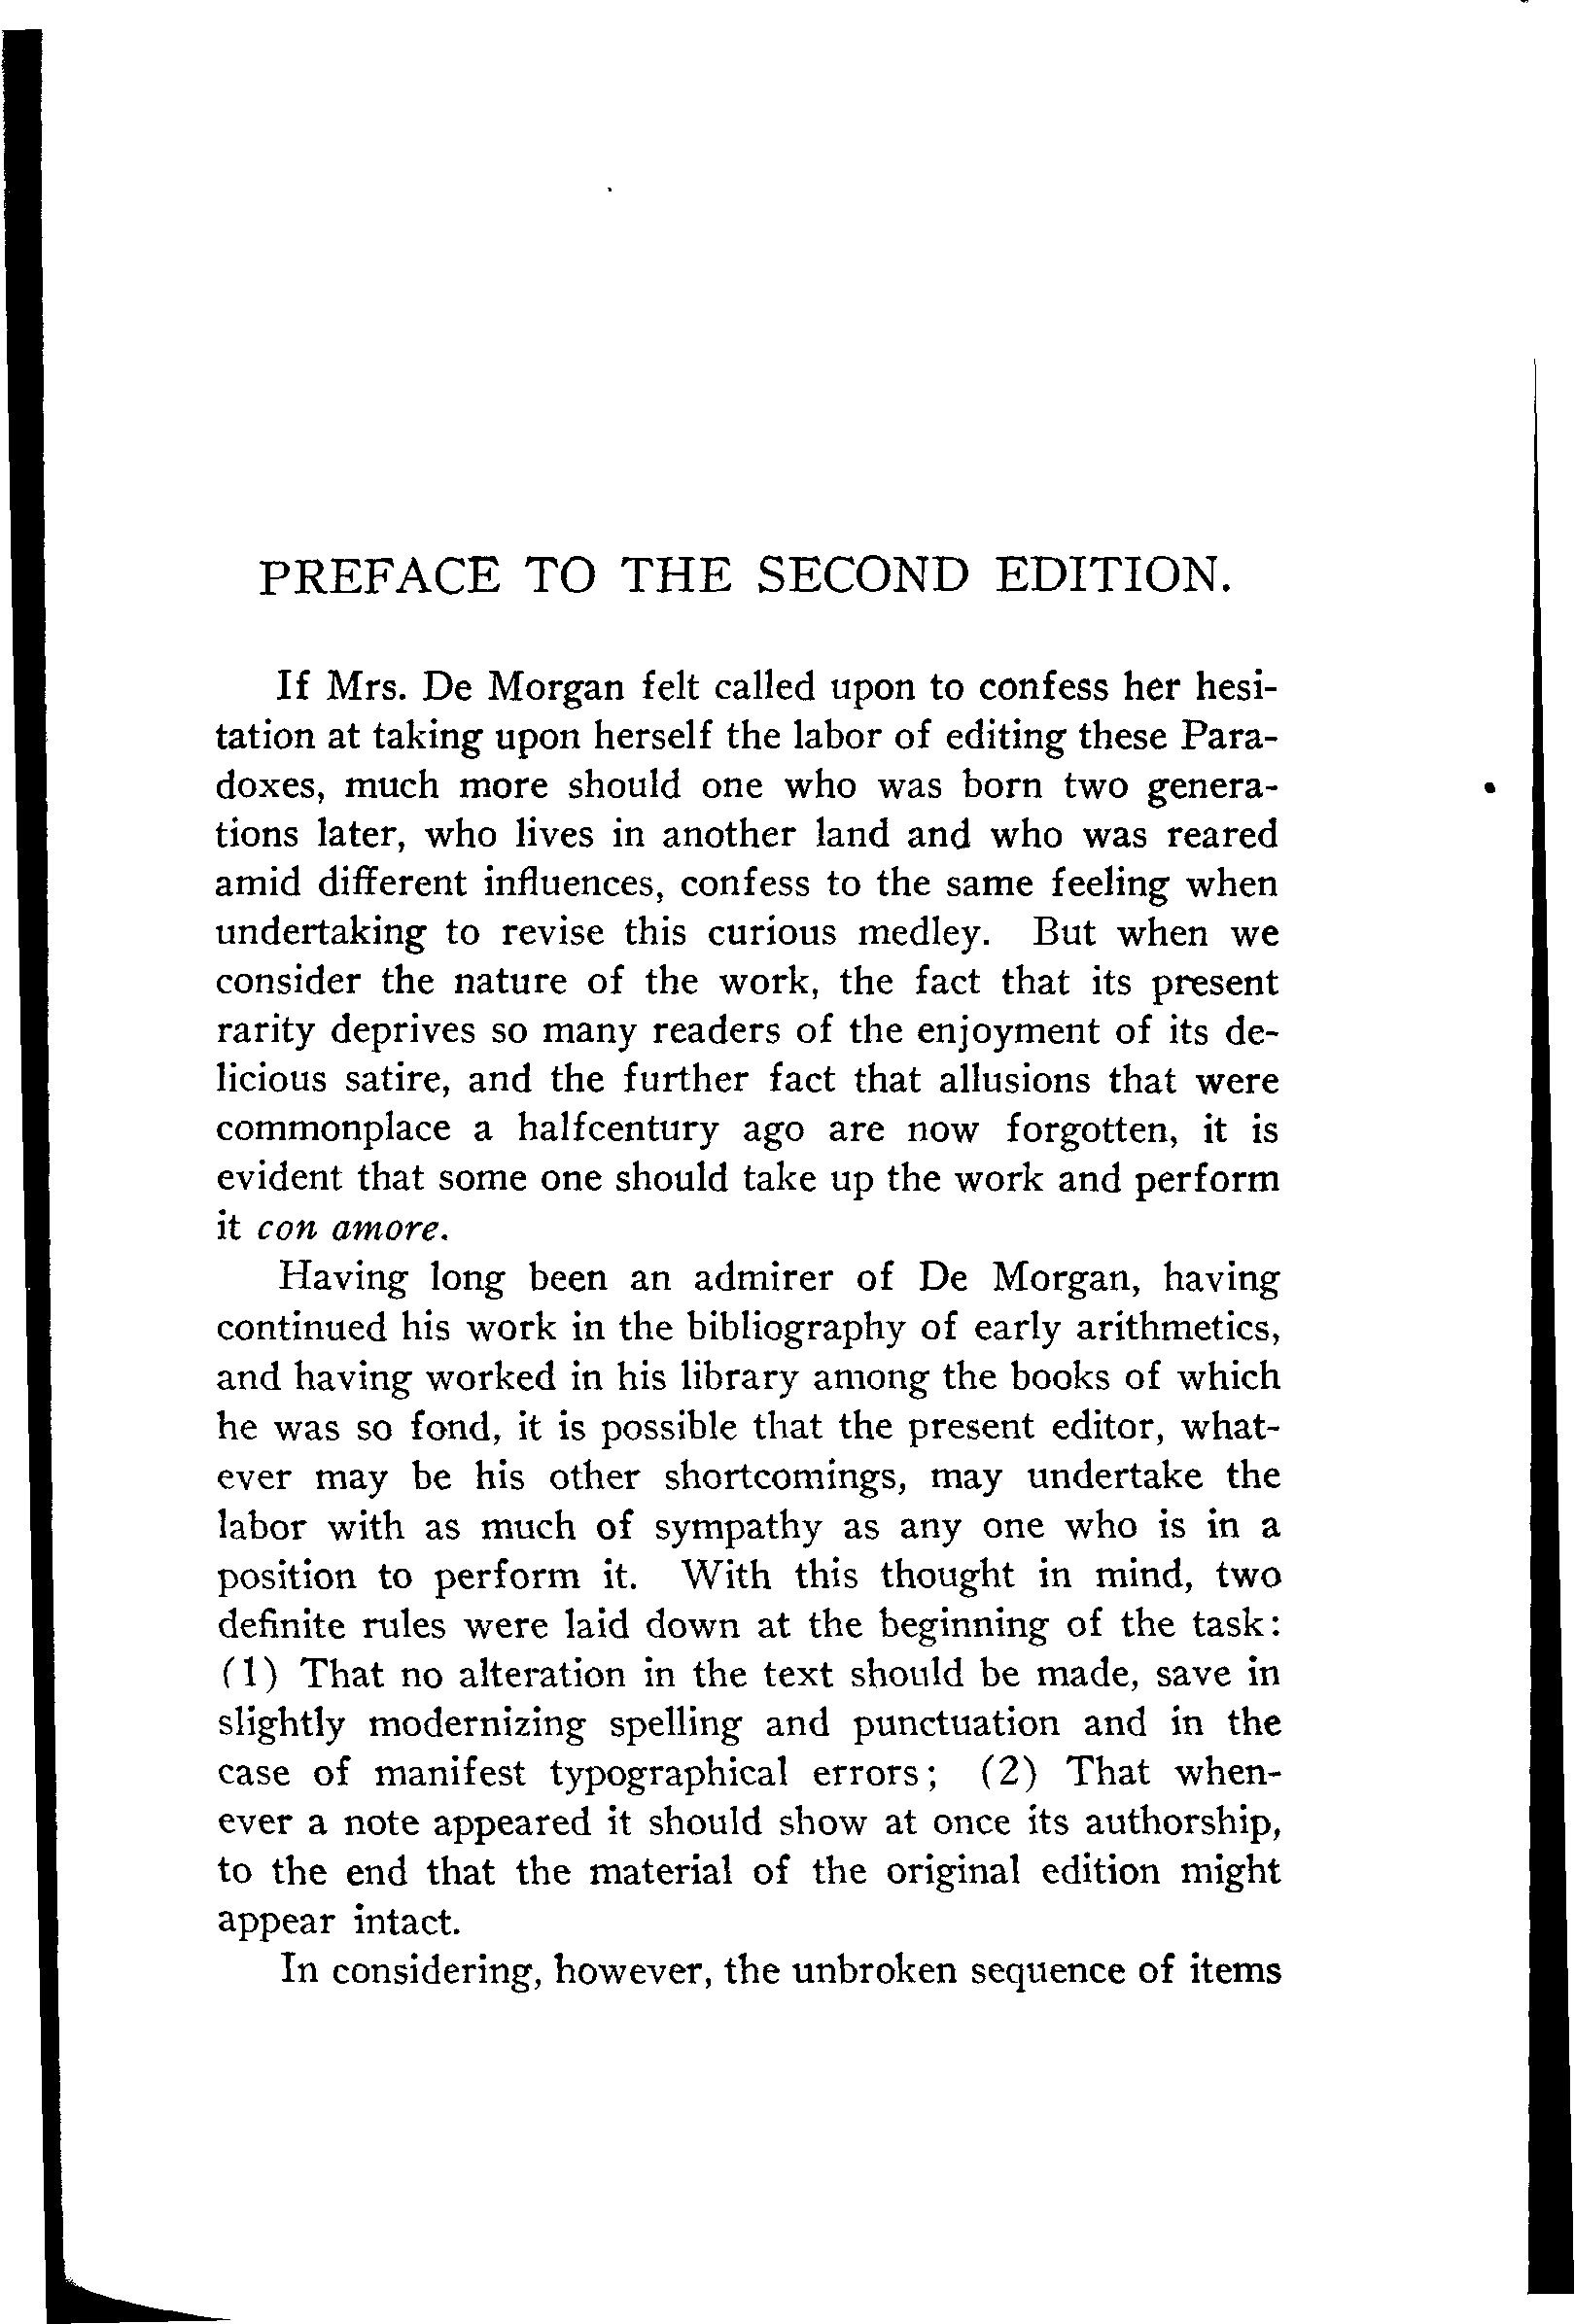 PREFACE TO THE SECOND EDITION.
If Mrs. De Morgan felt called upon to confess her hesi-
tation at taking upon herself the labor of editing these Para-
doxes, much more should one who was born two genera-
tions later, who lives in another land and who was reared
amid different influences, confess to the same feeling when
undertaking to revise this curious medley. But when we
consider the nature of the work, the fact that its present
rarity deprives so many readers of the enjoyment of its de-
licious satire, and the further fact that allusions that were
commonplace a halfcentury ago are now forgotten, it is
evident that some one should take up the work and perform
it con amore.
Having long been an admirer of De Morgan, having
continued his work in the bibliography of early arithmetics,
and having worked in his library among the books of which
he was so fond, it is possible that the present editor, what-
ever may be his other shortcomings, may undertake the
labor with as much of sympathy as any one who is in a
position to perform it. With this thought in mind, two
definite rules were laid down at the beginning of the task:
(1) That no alteration in the text should be made, save in
slightly modernizing spelling and punctuation and in the
case of manifest typographical errors; (2) That when-
ever a note appeared it should show at once its authorship,
to the end that the material of the original edition might
appear intact.
In considering, however, the unbroken sequence of items